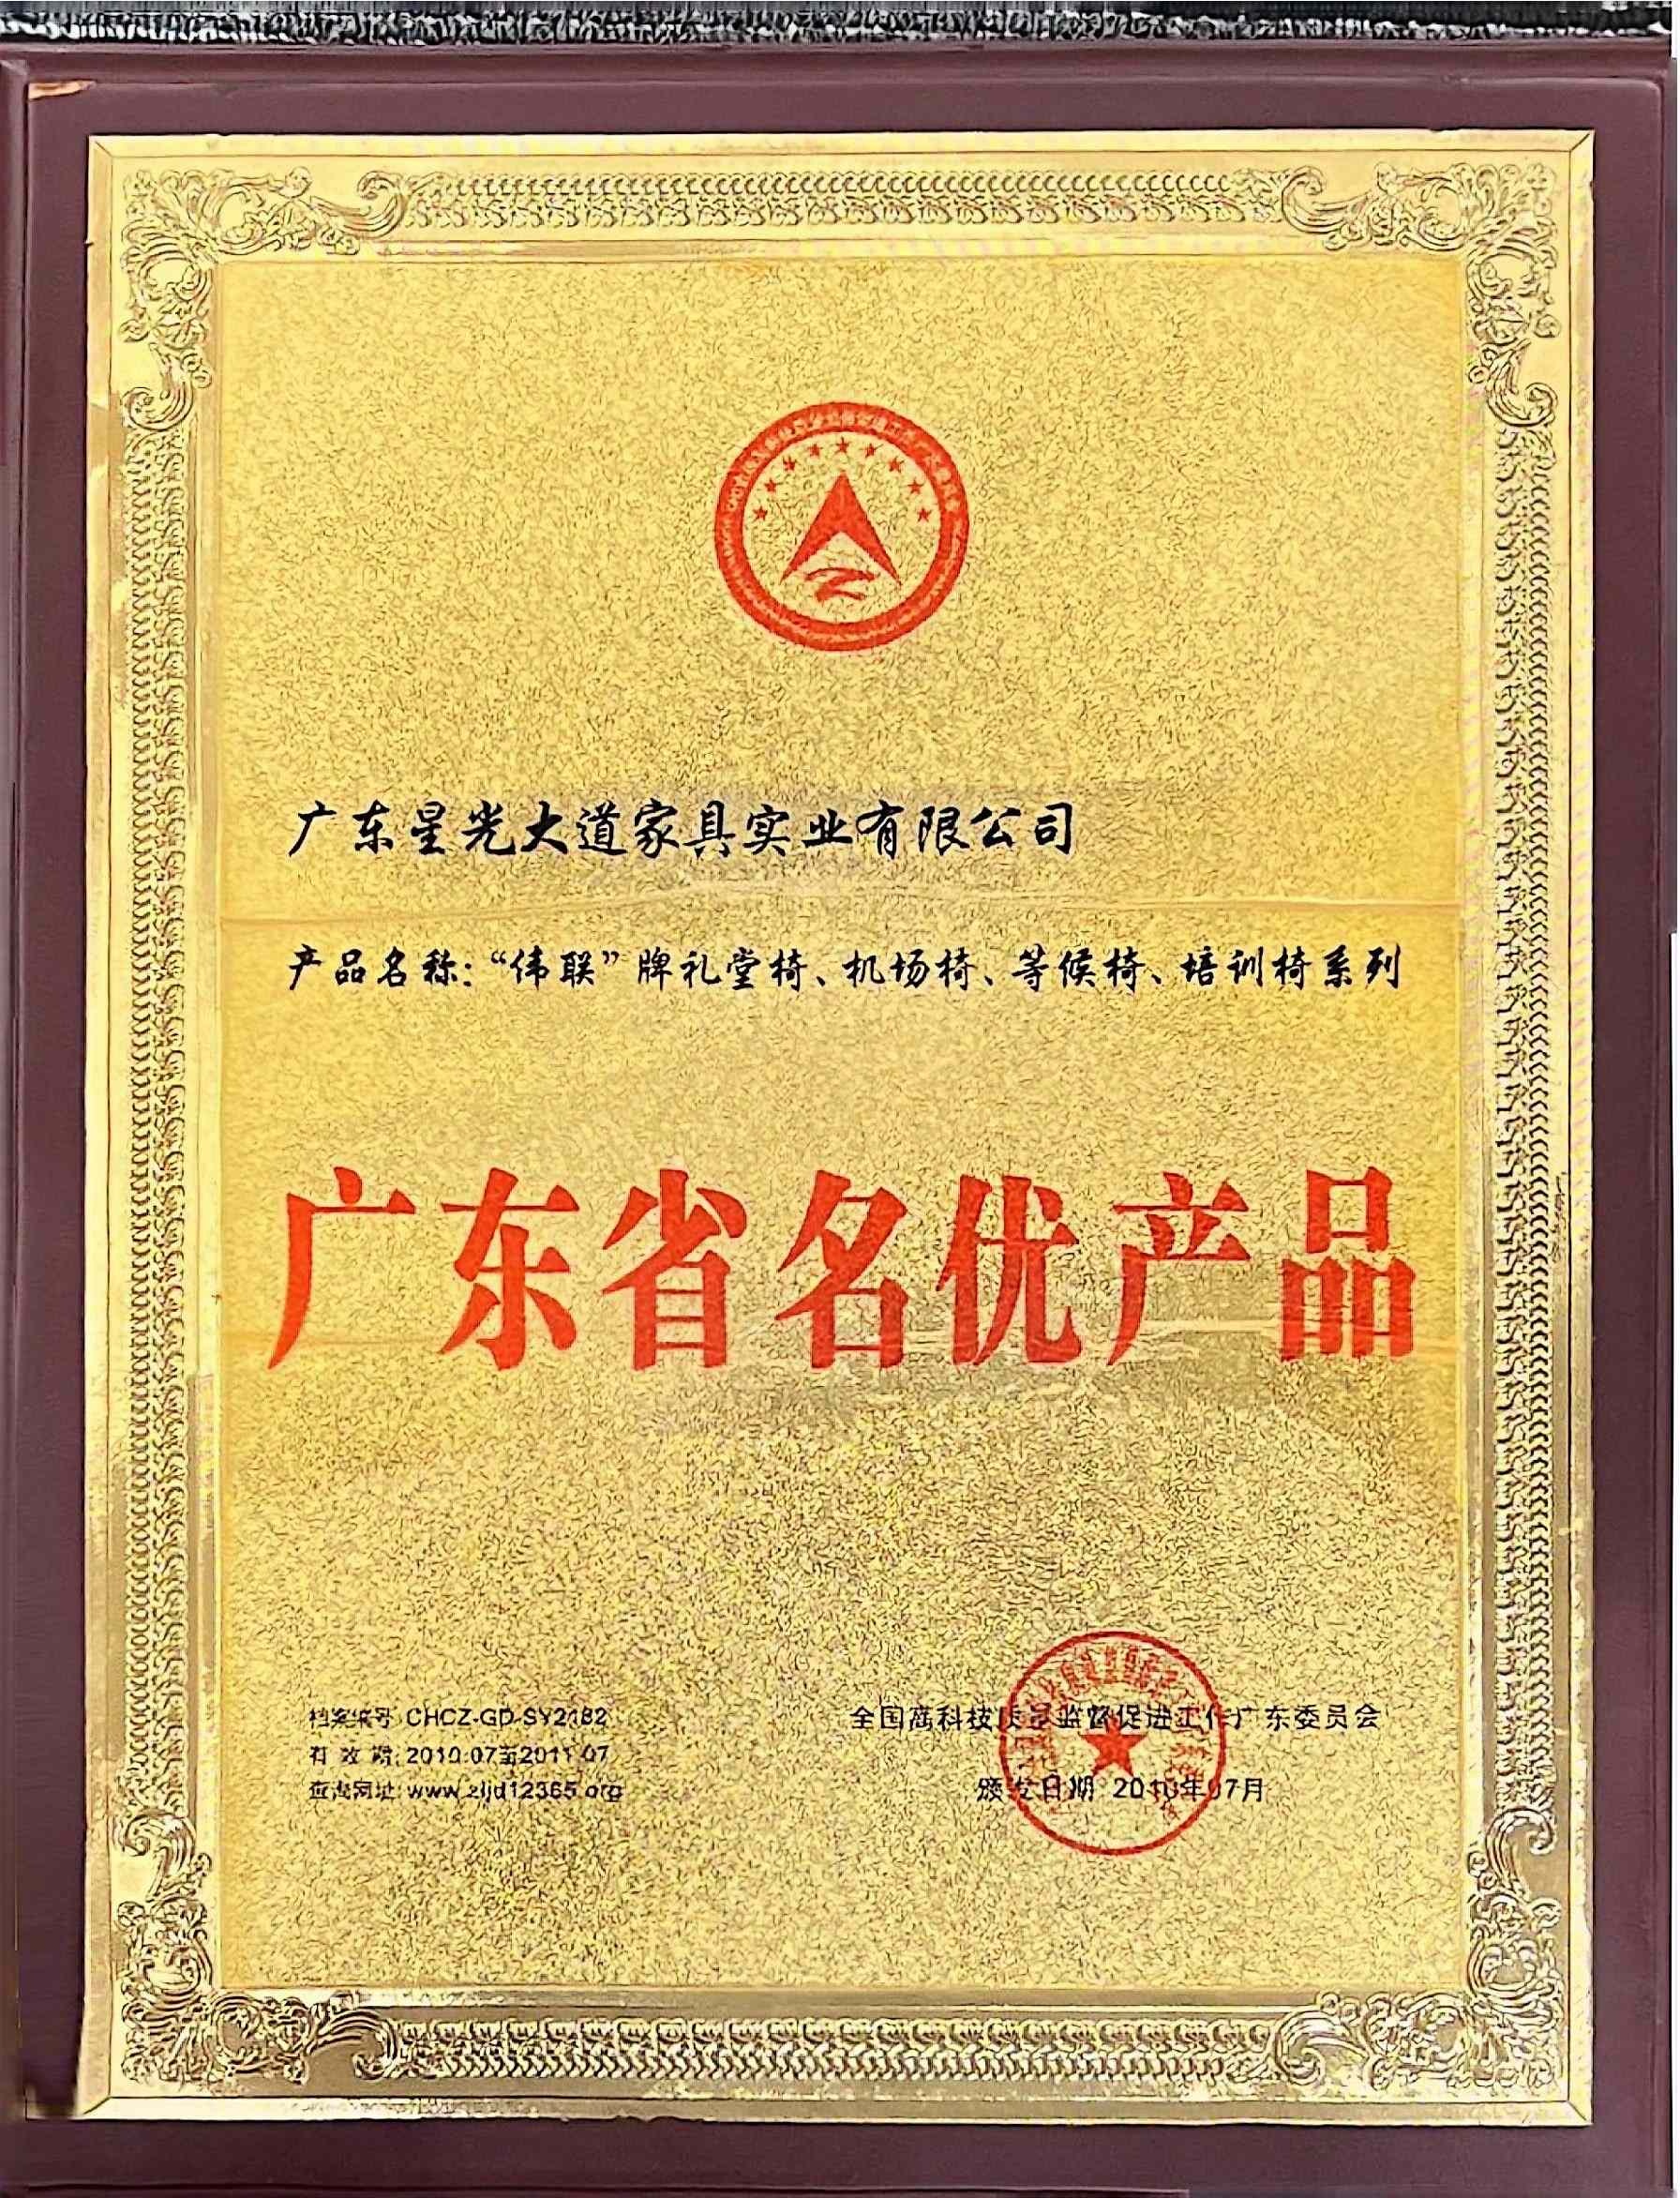 广东星光大道家具实业有限公司
产品名称：“伟联”牌礼堂椅、机场椅、等候椅、培训椅系列
广东省名优产品
档案编号 CHCZ-GD-SY2182
有效期:2010.07至2011.07
查询网址 www.zljd12365.org
全国高科技质量监督促进工作广东委员会
颁发日期 2010年07月